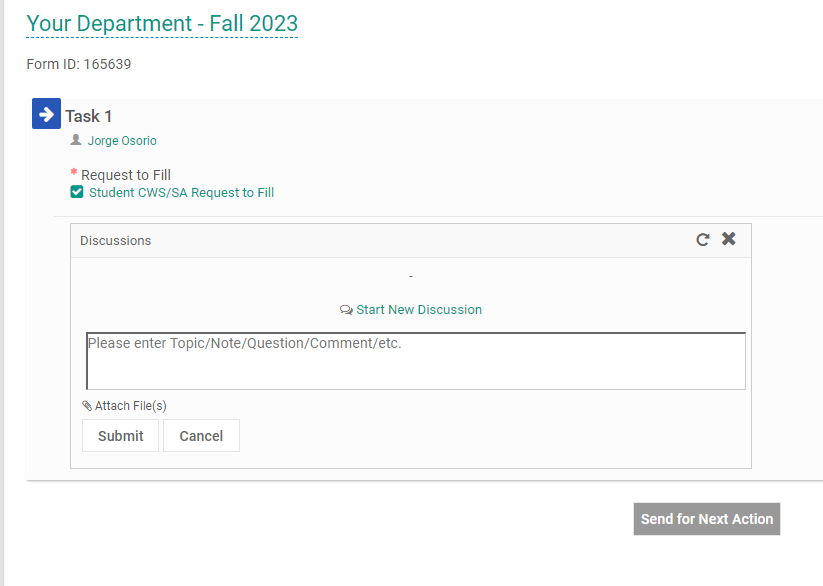 Your Department - Fall 2023
Form ID: 165639
Task 1
Jorge Osorio
* Request to Fill
Student CWS/SA Request to Fill
Discussions
-
Start New Discussion
Please enter Topic/Note/Question/Comment/etc.
Attach File(s)
Submit Cancel
Send for Next Action